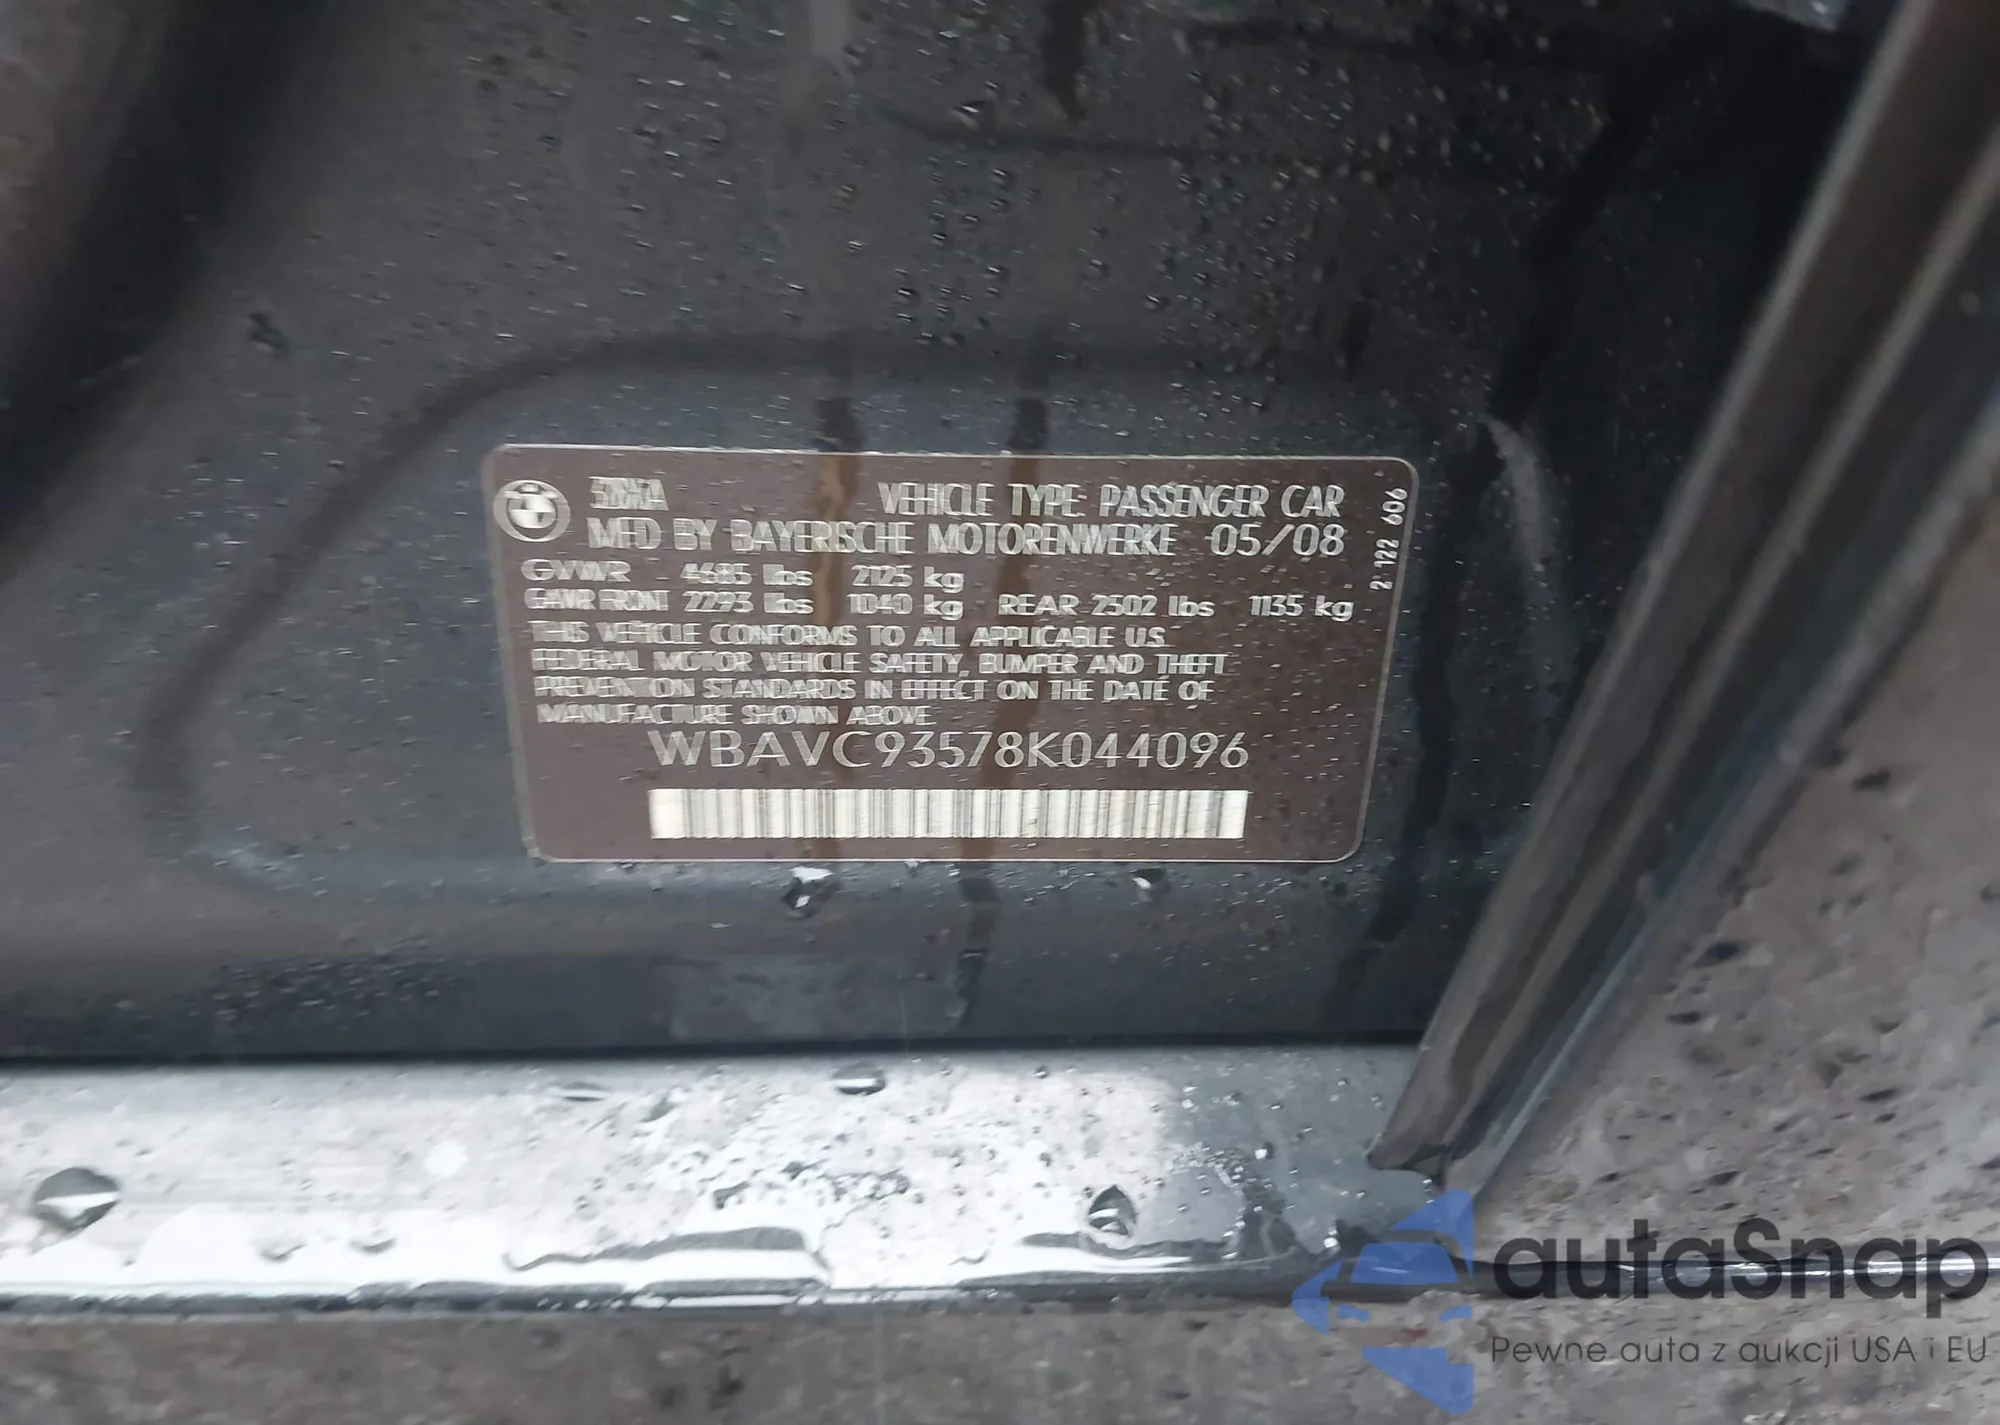 VEHICLE TYPE: PASSENGER CAR
MFD BY BAYERISCHE MOTORENWERKE 05/08
GVWR 4685 lbs 2125 kg
GAWR FRONT 2293 lbs 1040 kg REAR 2502 lbs 1135 kg
THIS VEHICLE CONFORMS TO ALL APPLICABLE U.S.
FEDERAL MOTOR VEHICLE SAFETY, BUMPER AND THEFT
PREVENTION STANDARDS IN EFFECT ON THE DATE OF
MANUFACTURE SHOWN ABOVE.
WBAVC93578K044096
2 122 606
autaSnap
Pewne auta z aukcji USA i EU